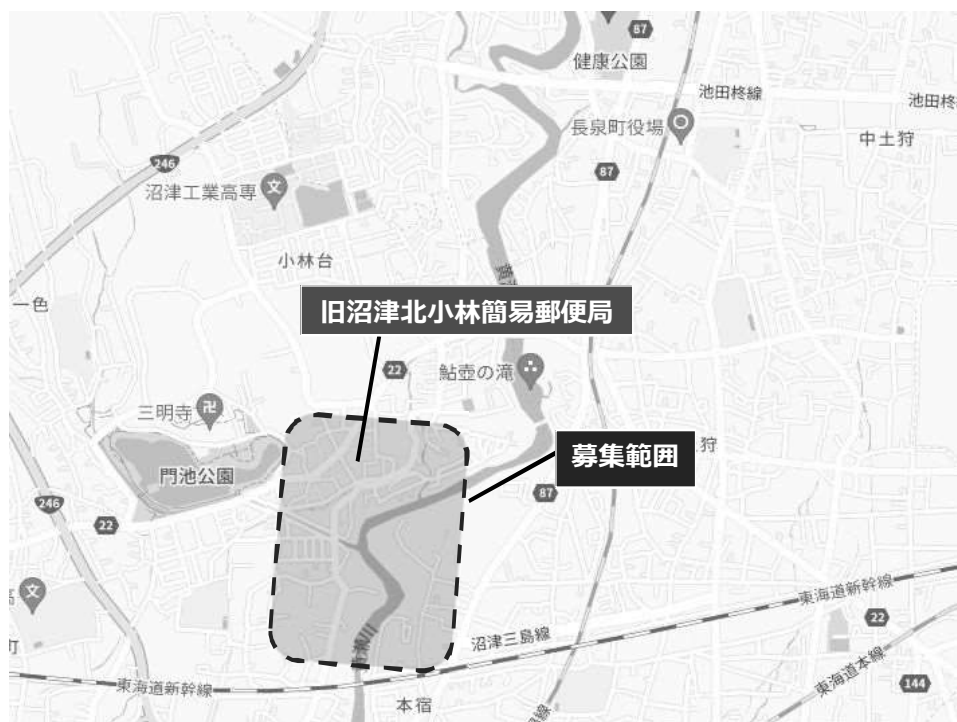 87
健康公園
池田柊線
池田柊
長泉町役場
中土狩
246
87
沼津工業高専
文
小林台
一色
旧沼津北小林簡易郵便局
22
鮎壺の滝
三明寺
卍
門池公園
募集範囲
狩
246
22
87
文
町
東海道新幹線
22
沼津三島線
東海道新幹線
東海道本線
144
本宿